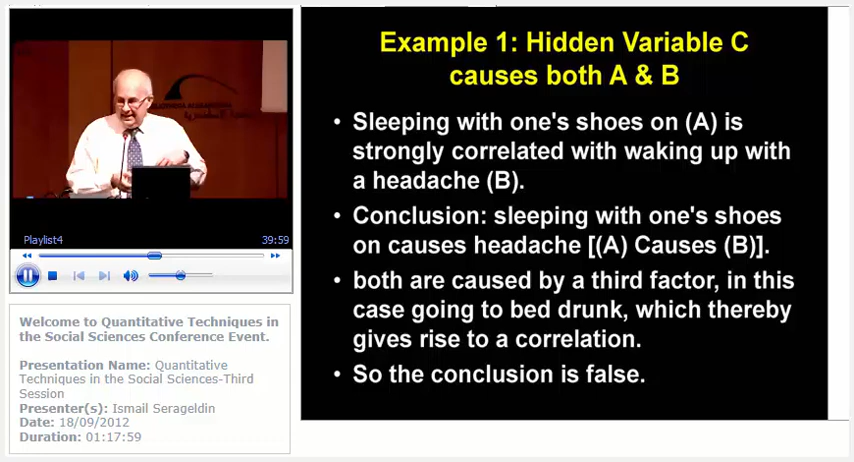 Playlist4
39:59
Welcome to Quantitative Techniques in
the Social Sciences Conference Event.
Presentation Name: Quantitative
Techniques in the Social Sciences-Third
Session
Presenter(s): Ismail Serageldin
Date: 18/09/2012
Duration: 01:17:59
Example 1: Hidden Variable C
causes both A & B
• Sleeping with one's shoes on (A) is
strongly correlated with waking up with
a headache (B).
• Conclusion: sleeping with one's shoes
on causes headache [(A) Causes (B)].
• both are caused by a third factor, in this
case going to bed drunk, which thereby
gives rise to a correlation.
• So the conclusion is false.